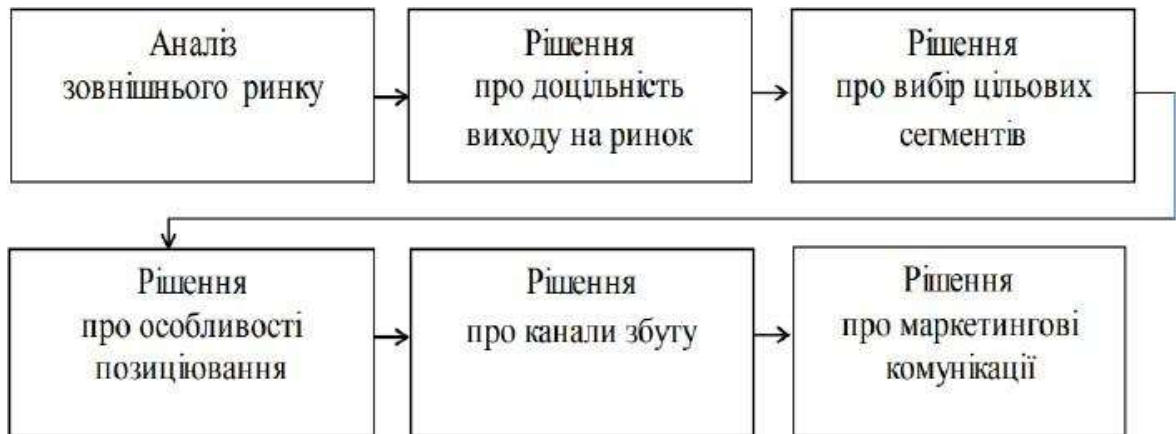 Аналіз
зовнішнього ринку
Рішення
про доцільність
виходу на ринок
Рішення
про вибір цільових
сегментів
Рішення
про особливості
позиціювання
Рішення
про канали збуту
Рішення
про маркетингові
комунікації